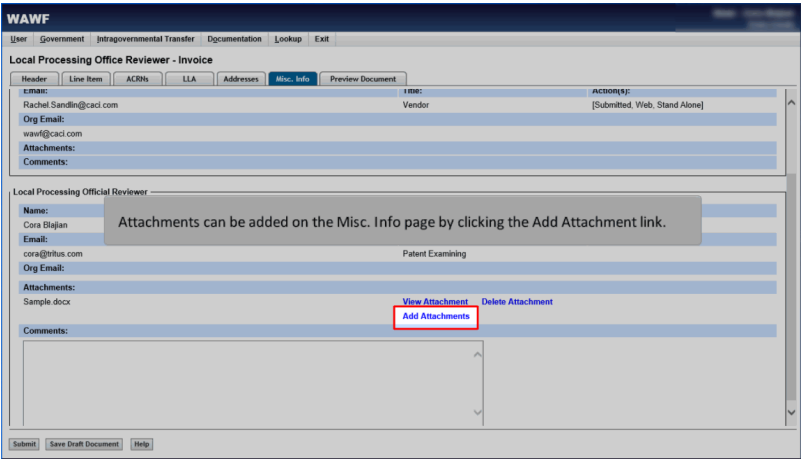 WAWF
User Government Intragovernmental Transfer Documentation Lookup Exit
Local Processing Office Reviewer - Invoice
Header Line Item ACRNs LLA Addresses Misc. Info Preview Document
Email: Title: Action(s):
Rachel.Sandlin@caci.com Vendor [Submitted, Web, Stand Alone]
Org Email:
wawf@caci.com
Attachments:
Comments:
Local Processing Official Reviewer
Name:
Attachments can be added on the Misc. Info page by clicking the Add Attachment link.
Cora Blajian
Email:
cora@tritus.com Patent Examining
Org Email:
Attachments:
Sample.docx View Attachment Delete Attachment
Add Attachments
Comments:
Submit Save Draft Document Help